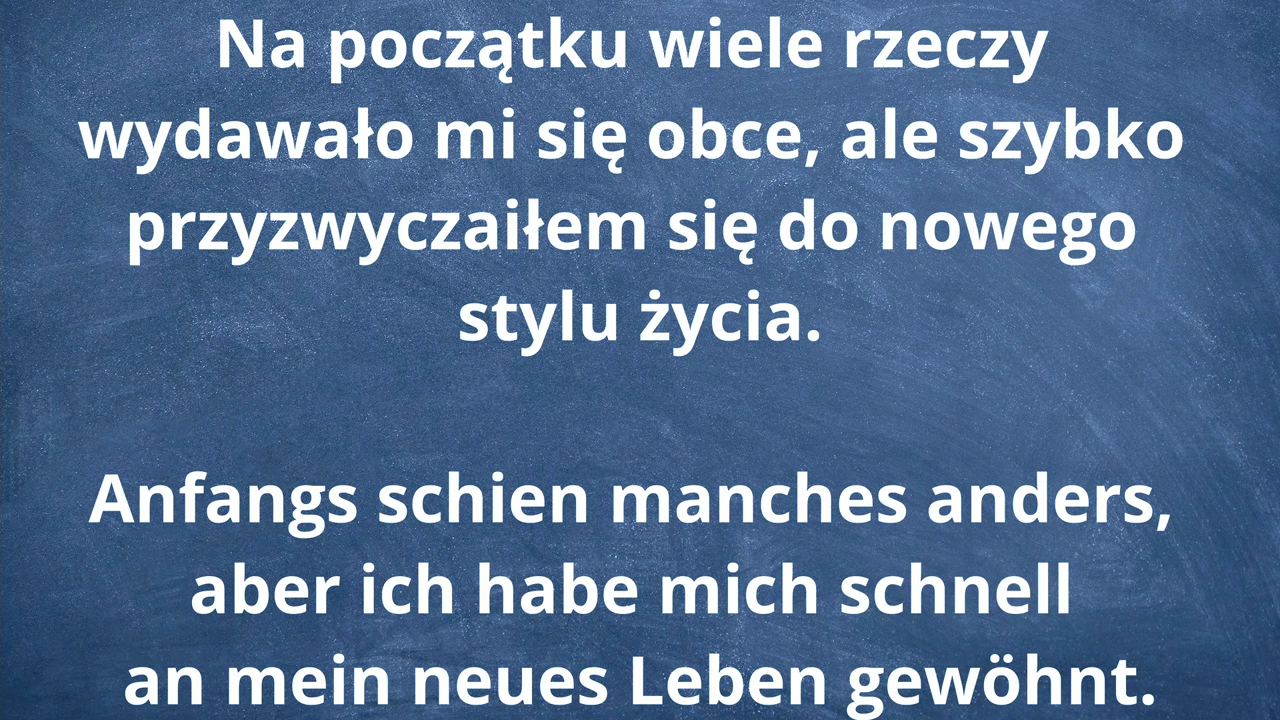 Na początku wiele rzeczy
wydawało mi się obce, ale szybko
przyzwyczaiłem się do nowego
stylu życia.
Anfangs schien manches anders,
aber ich habe mich schnell
an mein neues Leben gewöhnt.